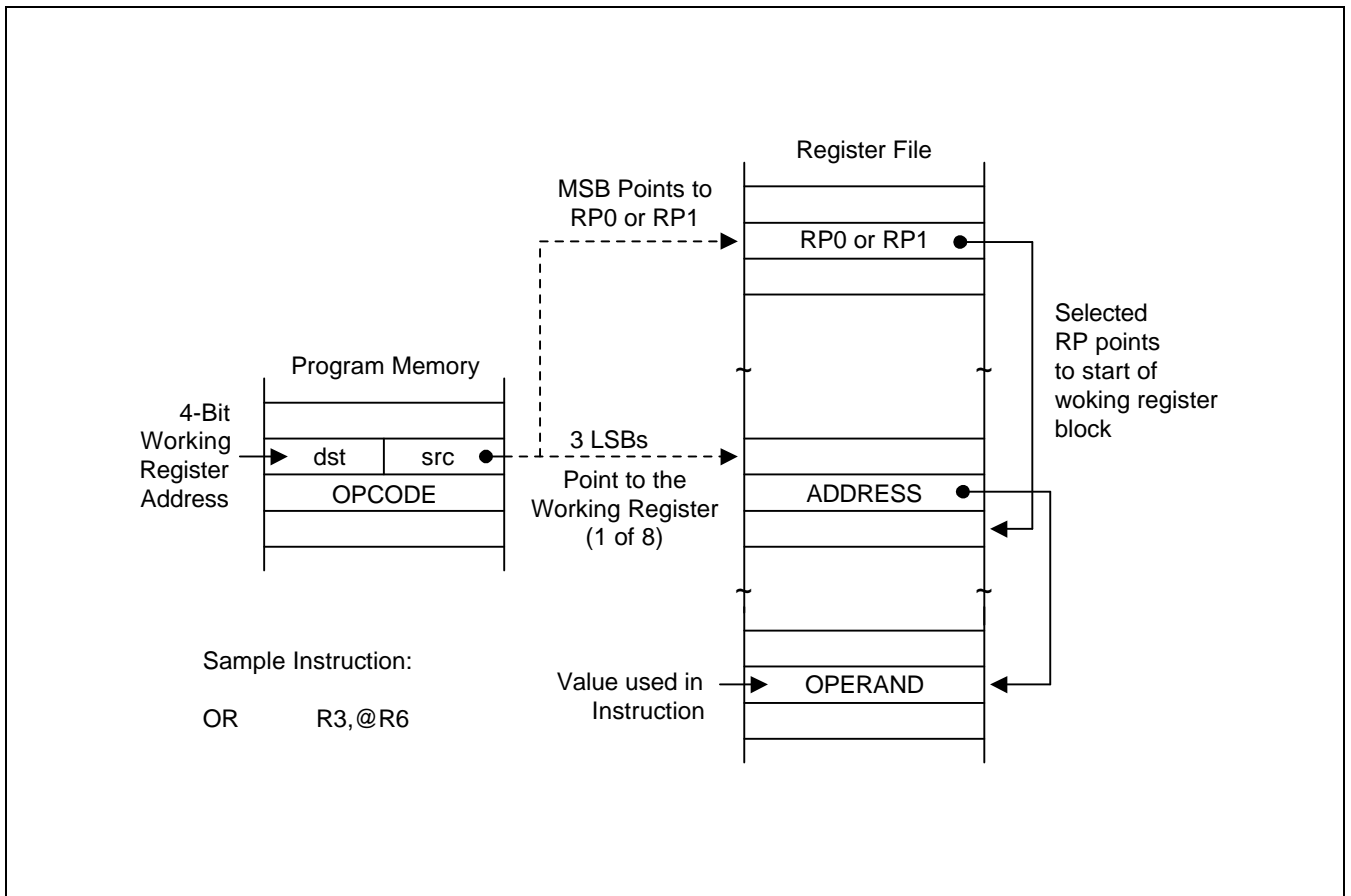 Register File
MSB Points to
RP0 or RP1
RP0 or RP1
Selected
RP points
to start of
woking register
block
Program Memory
4-Bit
Working
Register
Address
dst src
3 LSBs
Point to the
Working Register
(1 of 8)
OPCODE
ADDRESS
~ ~
~ ~
Sample Instruction:
OR R3,@R6
Value used in
Instruction
OPERAND